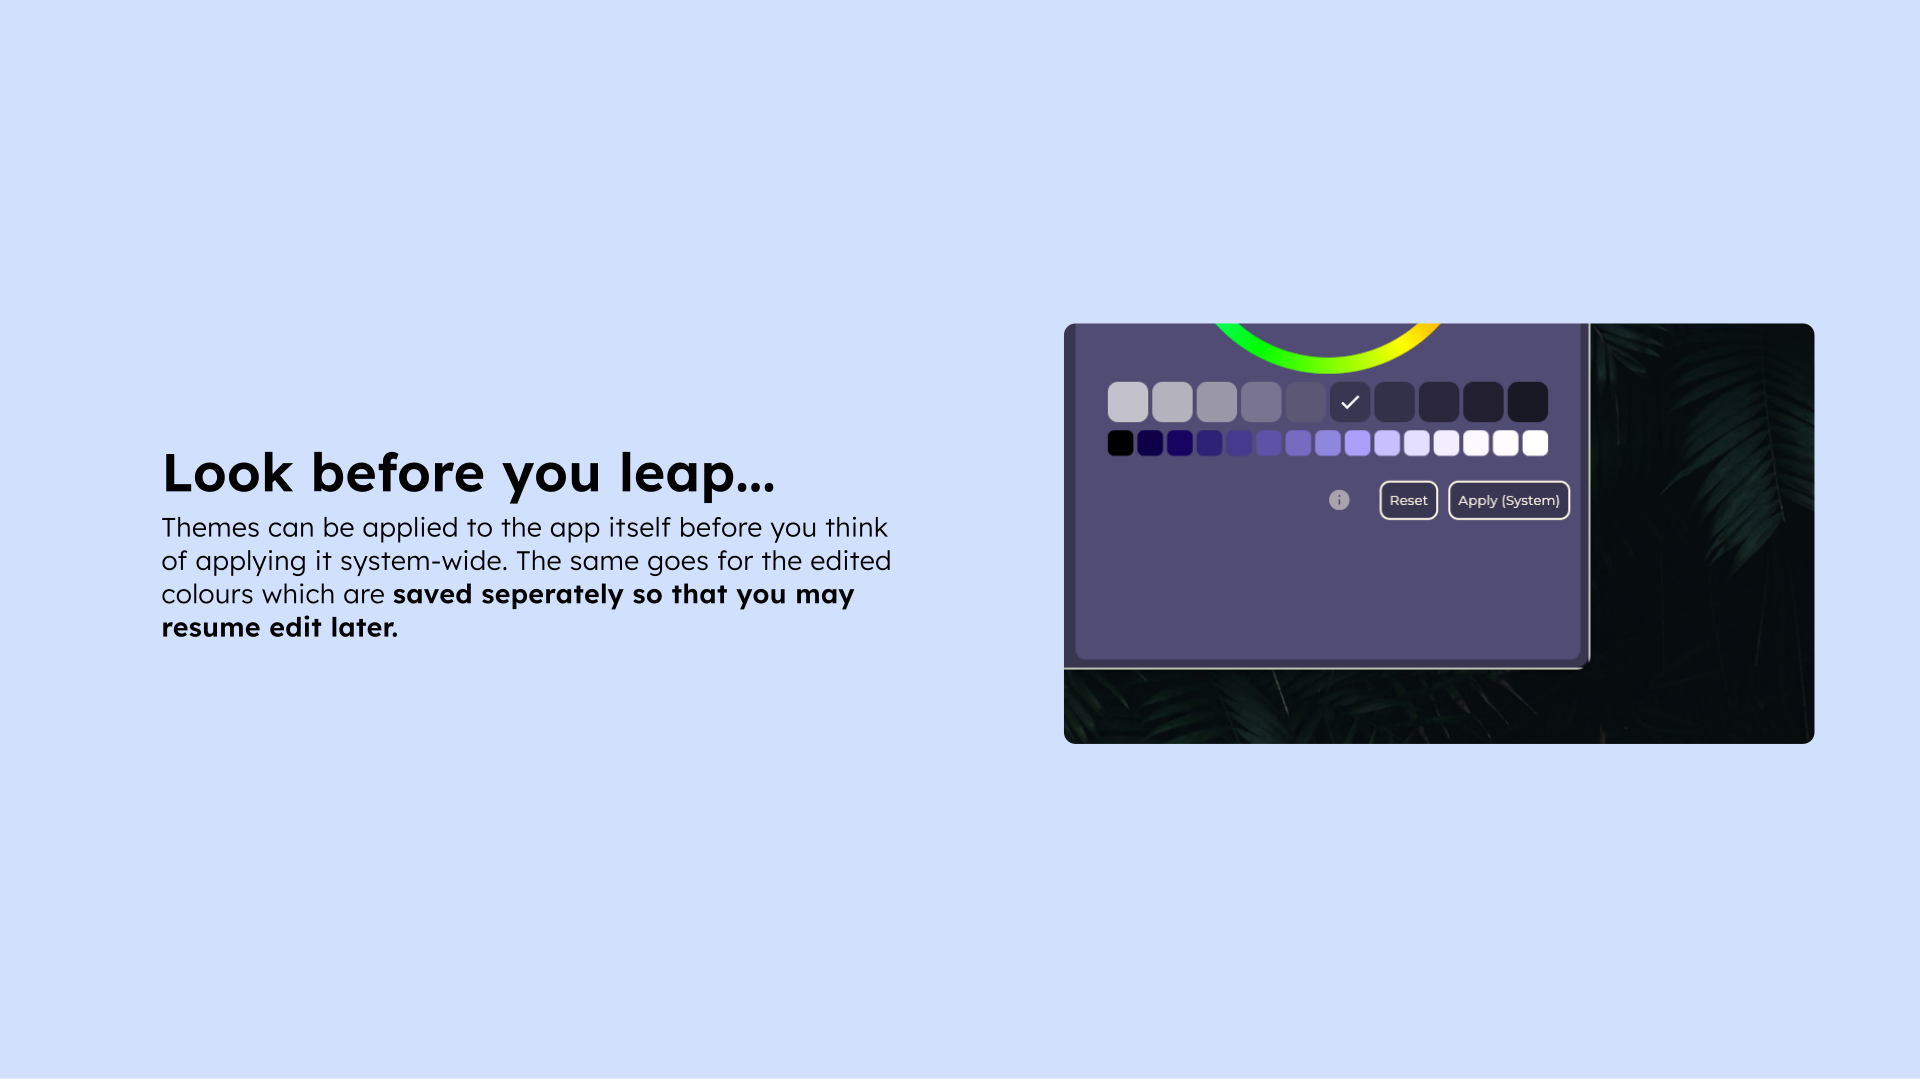 Look before you leap...
Themes can be applied to the app itself before you think
of applying it system-wide. The same goes for the edited
colours which are saved seperately so that you may
resume edit later.
Reset
Apply (System)